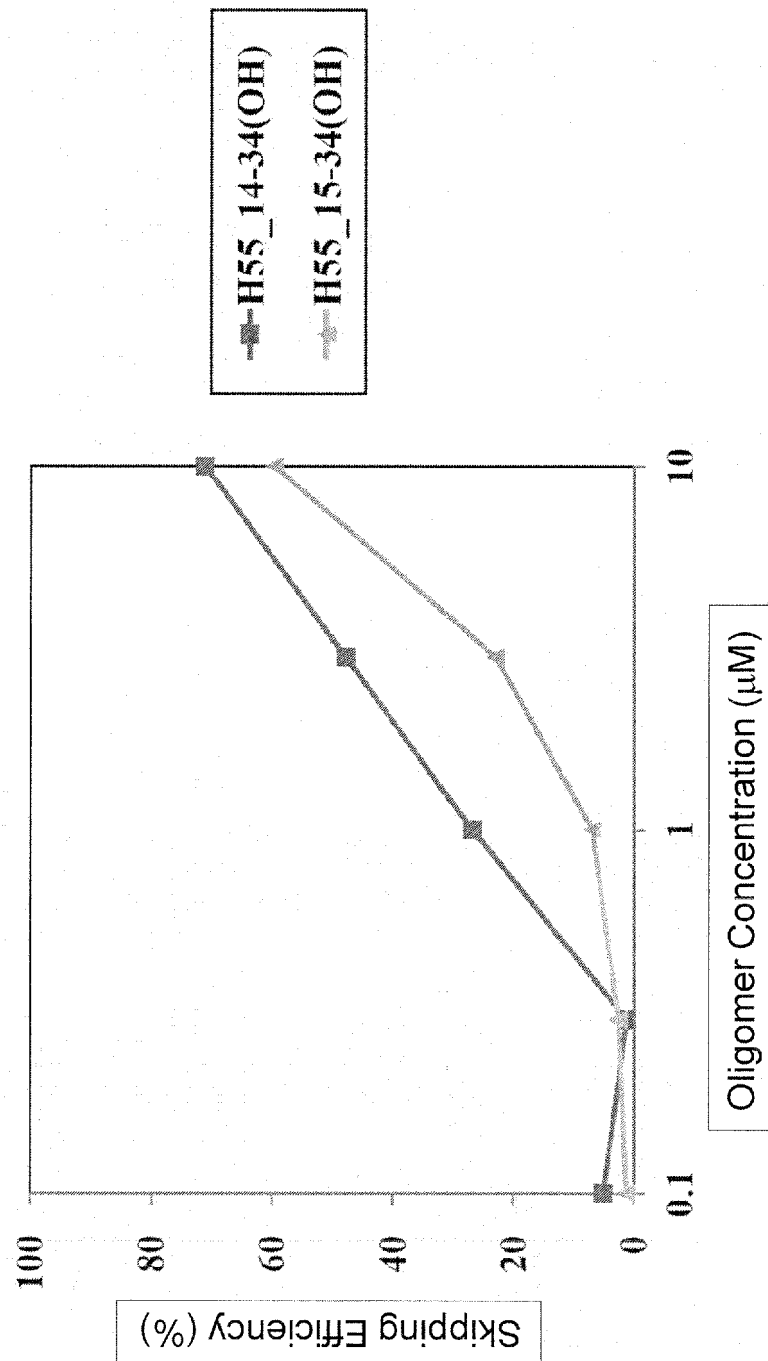 Skipping Efficiency (%)
100
80
60
40
20
0
0.1
1
10
Oligomer Concentration (μM)
H55_14-34(OH)
H55_15-34(OH)